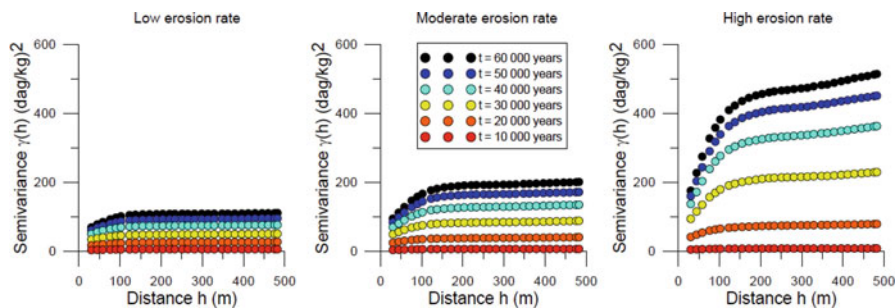 Low erosion rate
Moderate erosion rate
High erosion rate
Semivariance γ(h) (dag/kg)²
600
400
200
0
0 100 200 300 400 500
Distance h (m)
Semivariance γ(h) (dag/kg)²
600
400
200
0
t = 60 000 years
t = 50 000 years
t = 40 000 years
t = 30 000 years
t = 20 000 years
t = 10 000 years
0 100 200 300 400 500
Distance h (m)
Semivariance γ(h) (dag/kg)²
600
400
200
0
0 100 200 300 400 500
Distance h (m)